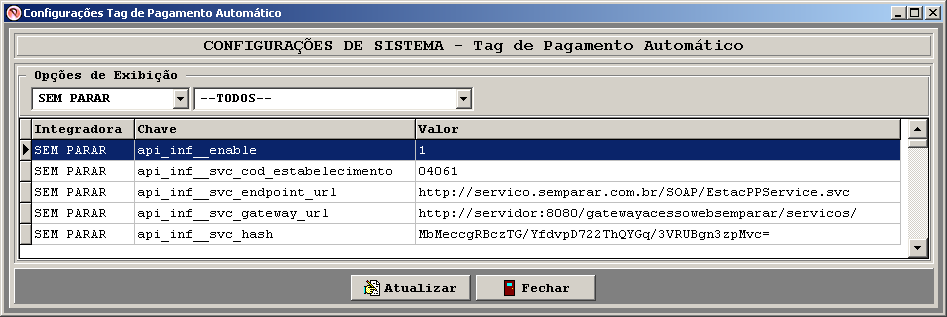 Configurações Tag de Pagamento Automático
CONFIGURAÇÕES DE SISTEMA - Tag de Pagamento Automático
Opções de Exibição
SEM PARAR --TODOS--
Integradora Chave Valor
SEM PARAR api_inf__enable 1
SEM PARAR api_inf__svc_cod_estabelecimento 04061
SEM PARAR api_inf__svc_endpoint_url http://servico.semparar.com.br/SOAP/EstacPPService.svc
SEM PARAR api_inf__svc_gateway_url http://servidor:8080/gatewayacessowebsemparar/servicos/
SEM PARAR api_inf__svc_hash MbMeccgRBczTG/YfdvpD722ThQYGq/3VRUBgn3zpMvc=
Atualizar Fechar